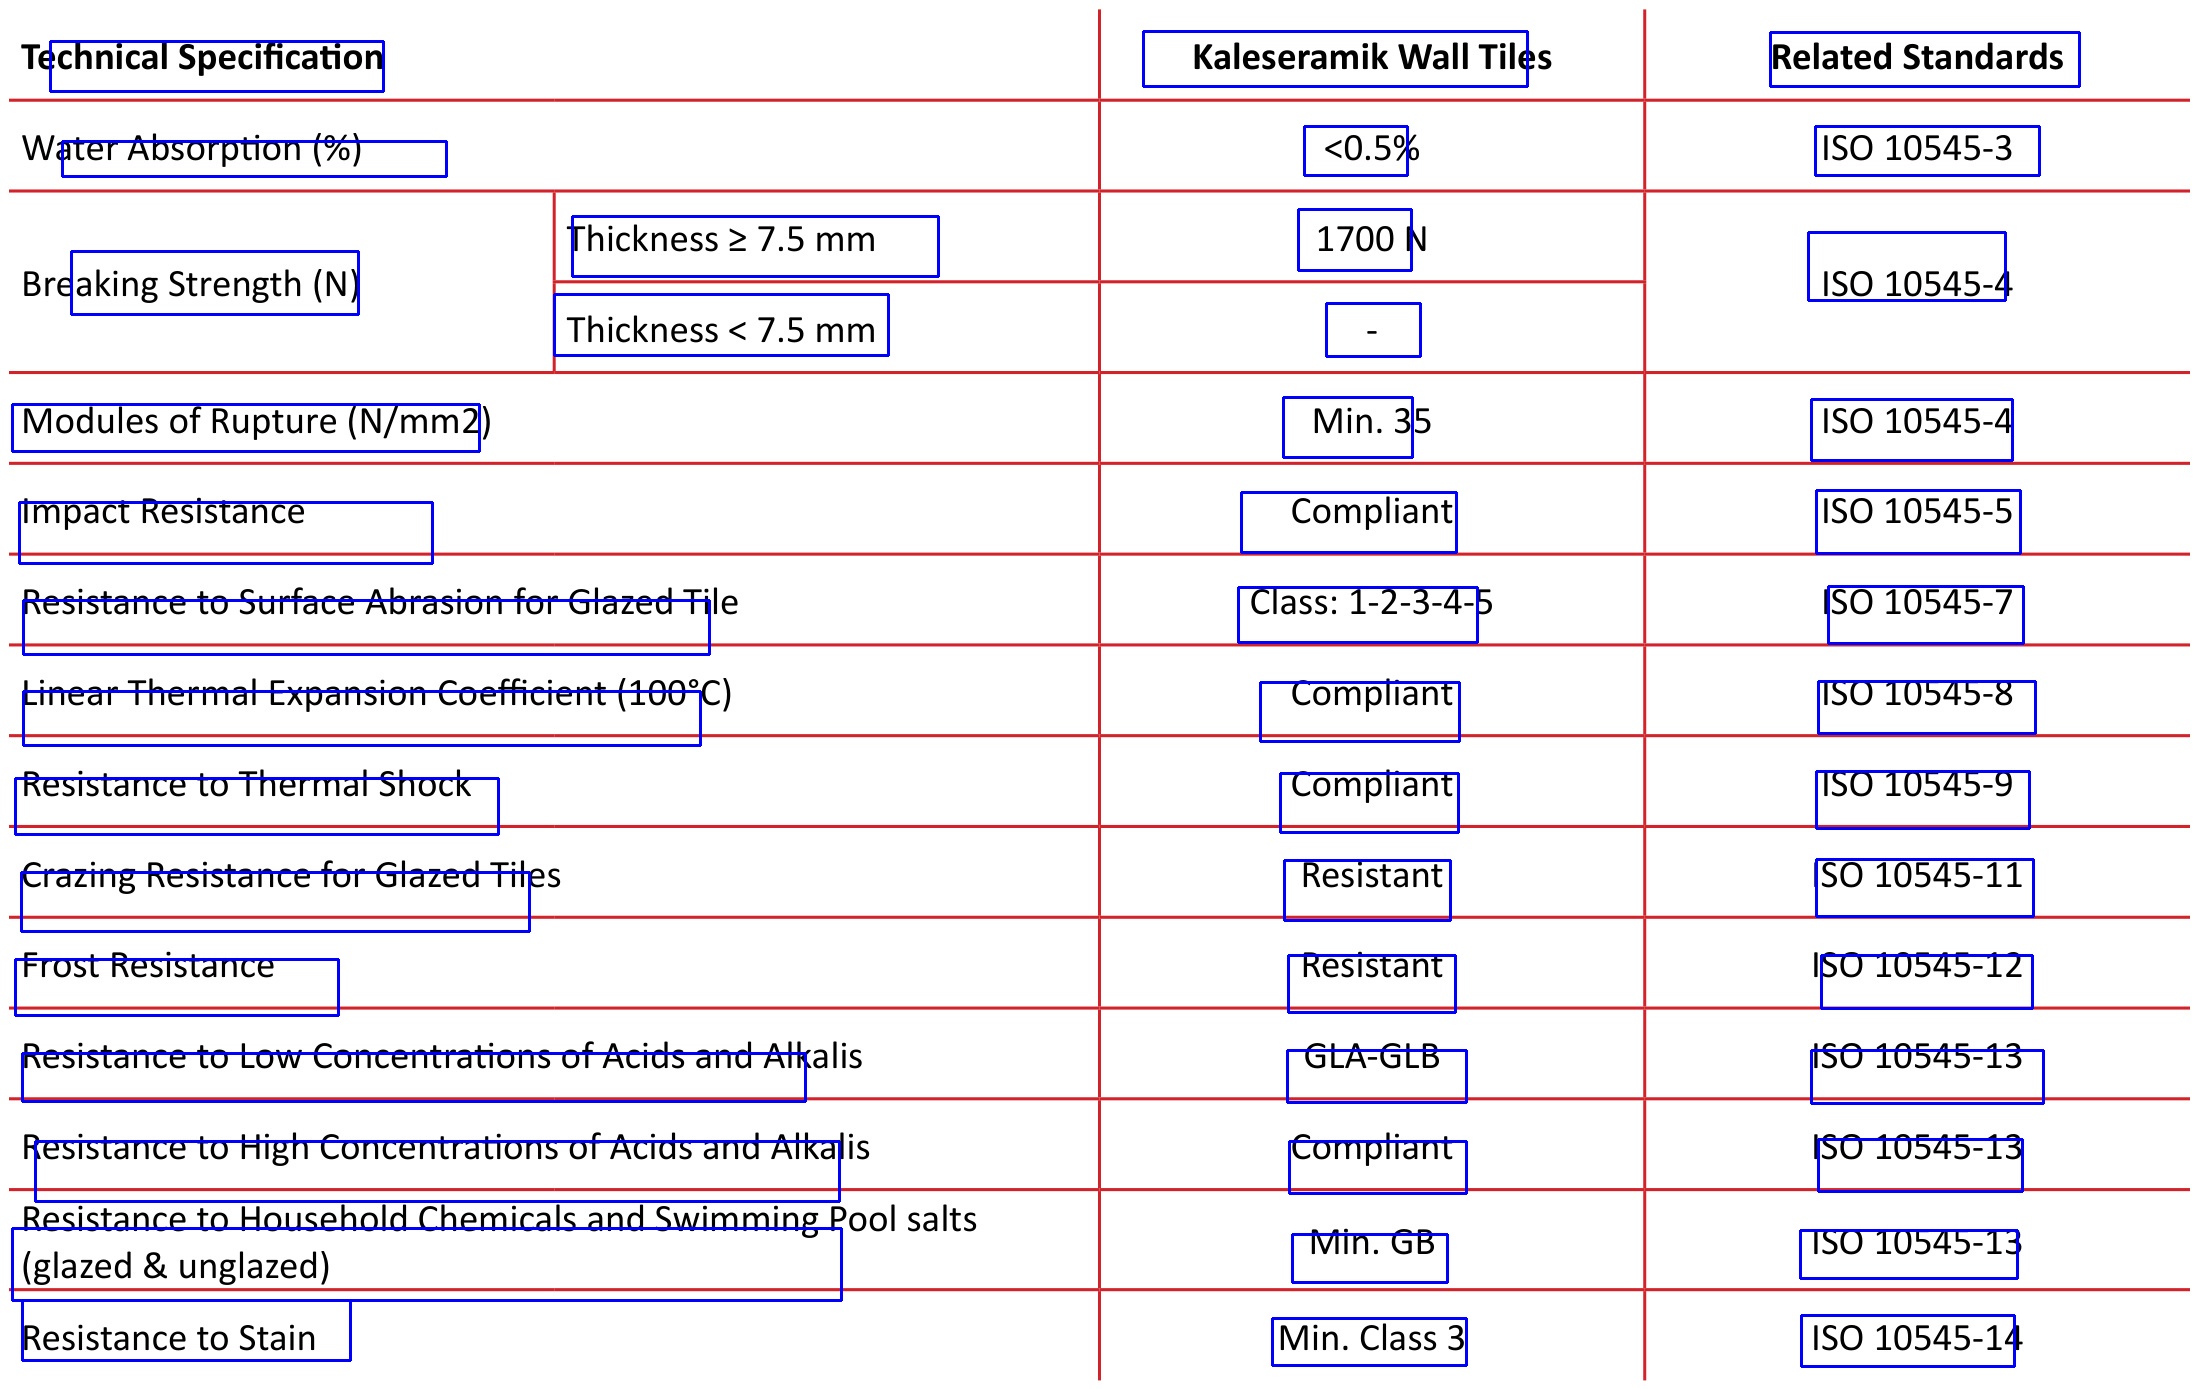 Technical Specification Kaleseramik Wall Tiles Related Standards
Water Absorption (%) <0.5% ISO 10545-3
Thickness ≥ 7.5 mm 1700 N
Breaking Strength (N) ISO 10545-4
Thickness < 7.5 mm -
Modules of Rupture (N/mm2) Min. 35 ISO 10545-4
Impact Resistance Compliant ISO 10545-5
Resistance to Surface Abrasion for Glazed Tile Class: 1-2-3-4-5 ISO 10545-7
Linear Thermal Expansion Coefficient (100°C) Compliant ISO 10545-8
Resistance to Thermal Shock Compliant ISO 10545-9
Crazing Resistance for Glazed Tiles Resistant ISO 10545-11
Frost Resistance Resistant ISO 10545-12
Resistance to Low Concentrations of Acids and Alkalis GLA-GLB ISO 10545-13
Resistance to High Concentrations of Acids and Alkalis Compliant ISO 10545-13
Resistance to Household Chemicals and Swimming Pool salts
(glazed & unglazed) Min. GB ISO 10545-13
Resistance to Stain Min. Class 3 ISO 10545-14